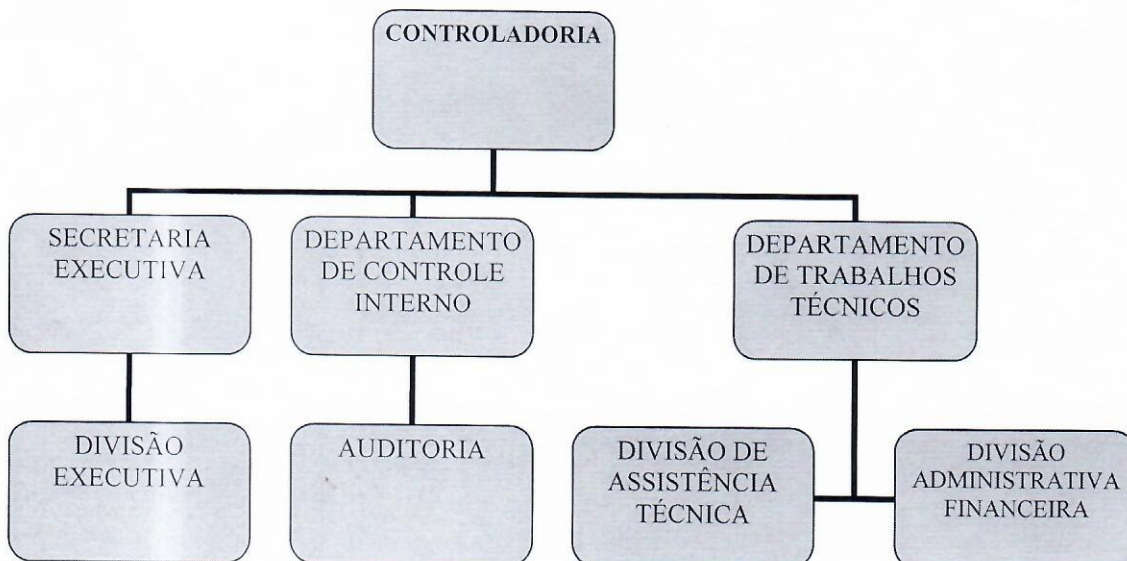 CONTROLADORIA
SECRETARIA
EXECUTIVA
DEPARTAMENTO
DE CONTROLE
INTERNO
DEPARTAMENTO
DE TRABALHOS
TÉCNICOS
DIVISÃO
EXECUTIVA
AUDITORIA
DIVISÃO DE
ASSISTÊNCIA
TÉCNICA
DIVISÃO
ADMINISTRATIVA
FINANCEIRA